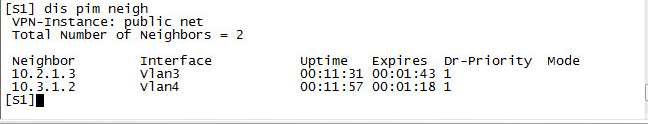 [S1] dis pim neigh
VPN-Instance: public net
Total Number of Neighbors = 2
Neighbor Interface Uptime Expires Dr-Priority Mode
10.2.1.3 Vlan3 00:11:31 00:01:43 1
10.3.1.2 Vlan4 00:11:57 00:01:18 1
[S1]